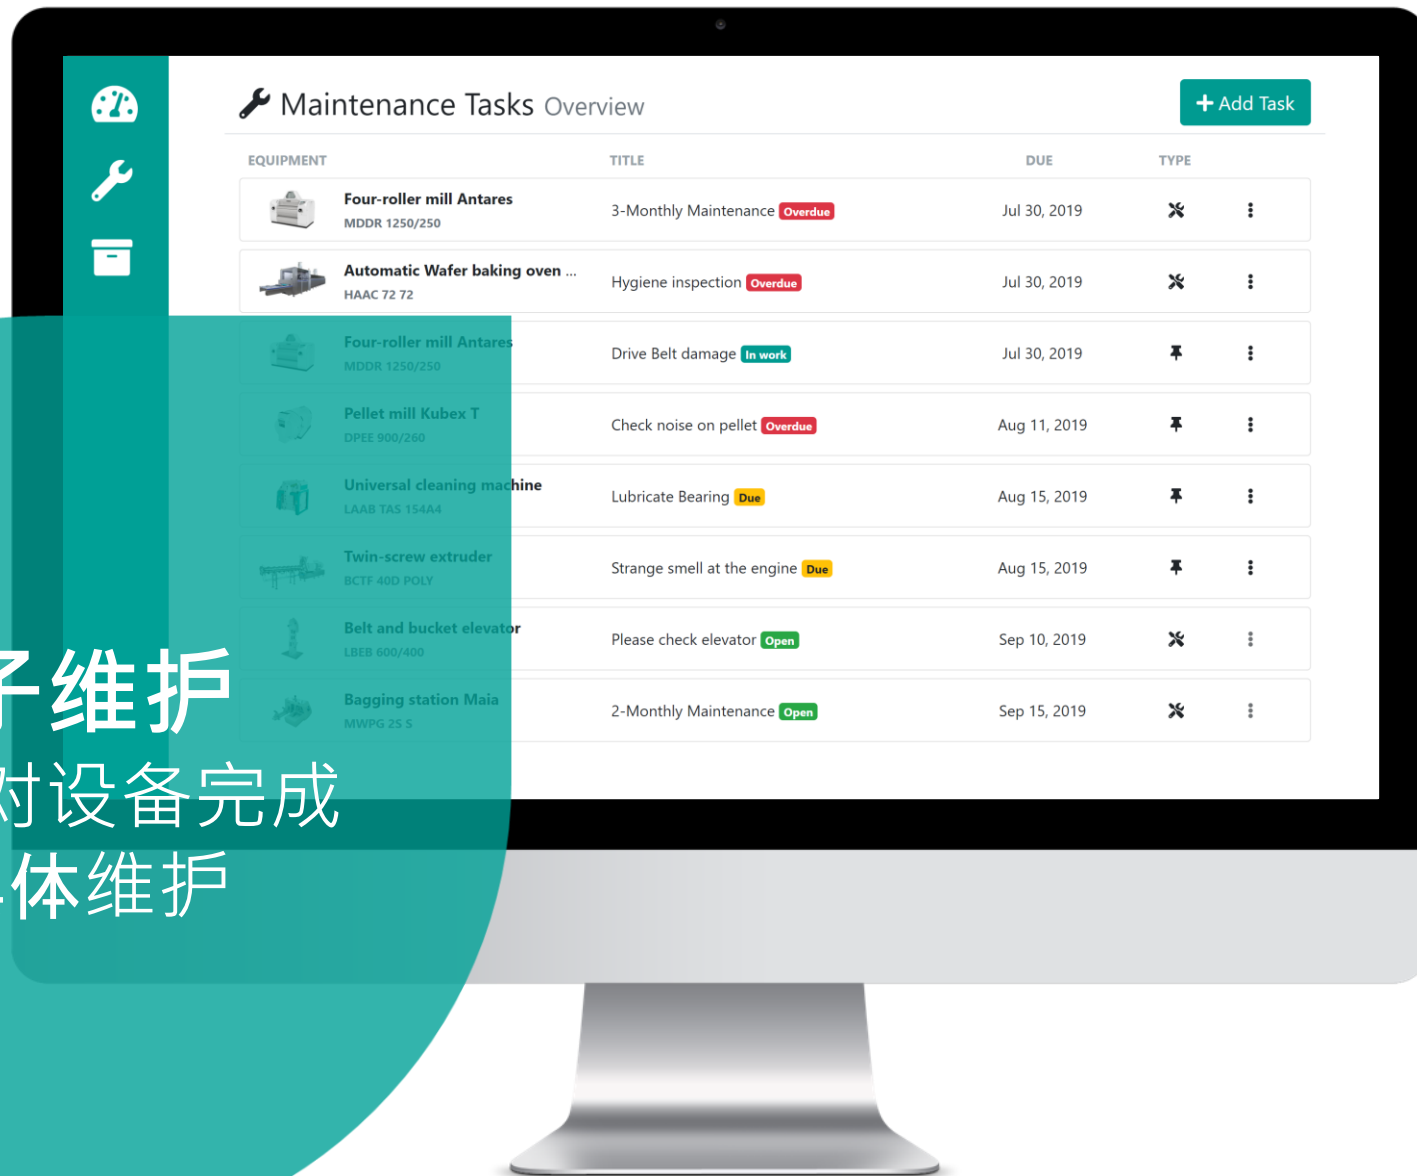 Maintenance Tasks Overview
+ Add Task
EQUIPMENT TITLE DUE TYPE
Four-roller mill Antares
MDDR 1250/250
3-Monthly Maintenance Overdue Jul 30, 2019
Automatic Wafer baking oven ...
HAAC 72 72
Hygiene inspection Overdue Jul 30, 2019
Four-roller mill Antares
MDDR 1250/250
Drive Belt damage In work Jul 30, 2019
Pellet mill Kubex T
DPEE 900/260
Check noise on pellet Overdue Aug 11, 2019
Universal cleaning machine
LAAB TAS 154A4
Lubricate Bearing Due Aug 15, 2019
Twin-screw extruder
BCTF 40D POLY
Strange smell at the engine Due Aug 15, 2019
Belt and bucket elevator
LBEB 600/400
Please check elevator Open Sep 10, 2019
Bagging station Maia
MWPG 2S S
2-Monthly Maintenance Open Sep 15, 2019
子维护
对设备完成
体维护